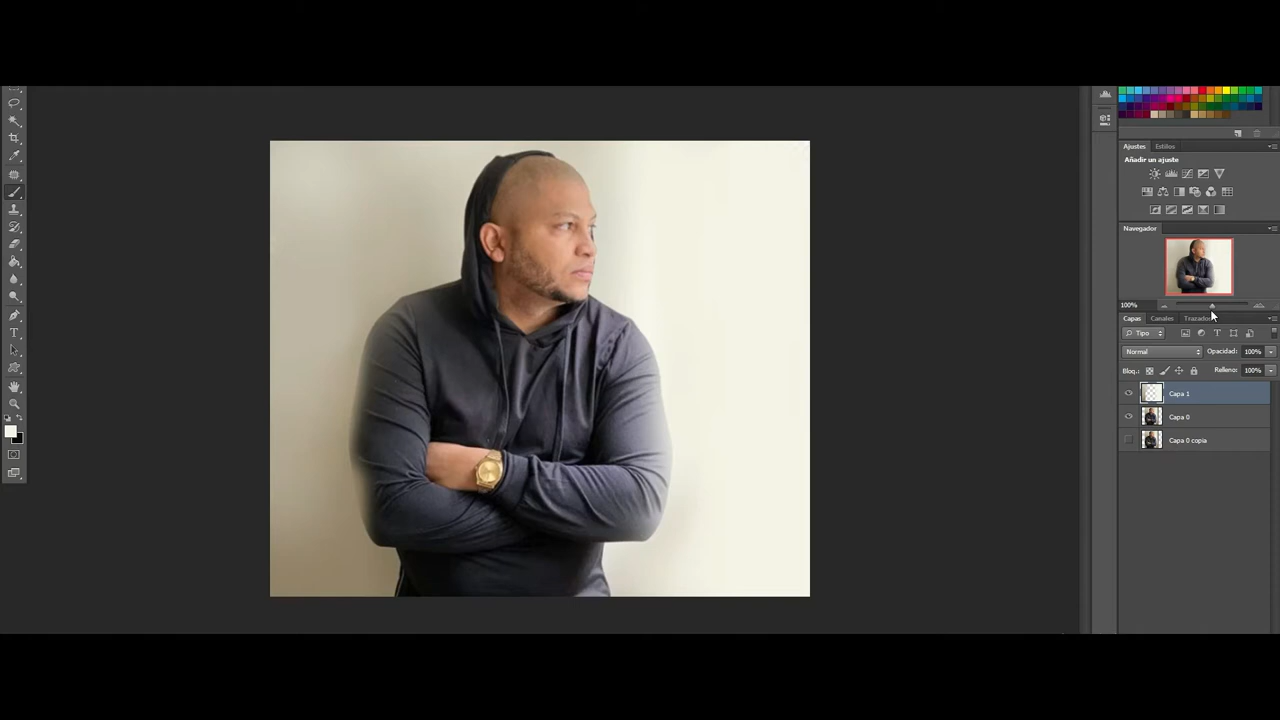 Ajustes Estilos
Añadir un ajuste
Navegador
100%
Capas Canales Trazados
Tipo
Normal Opacidad: 100%
Bloq.: Relleno: 100%
Capa 1
Capa 0
Capa 0 copia